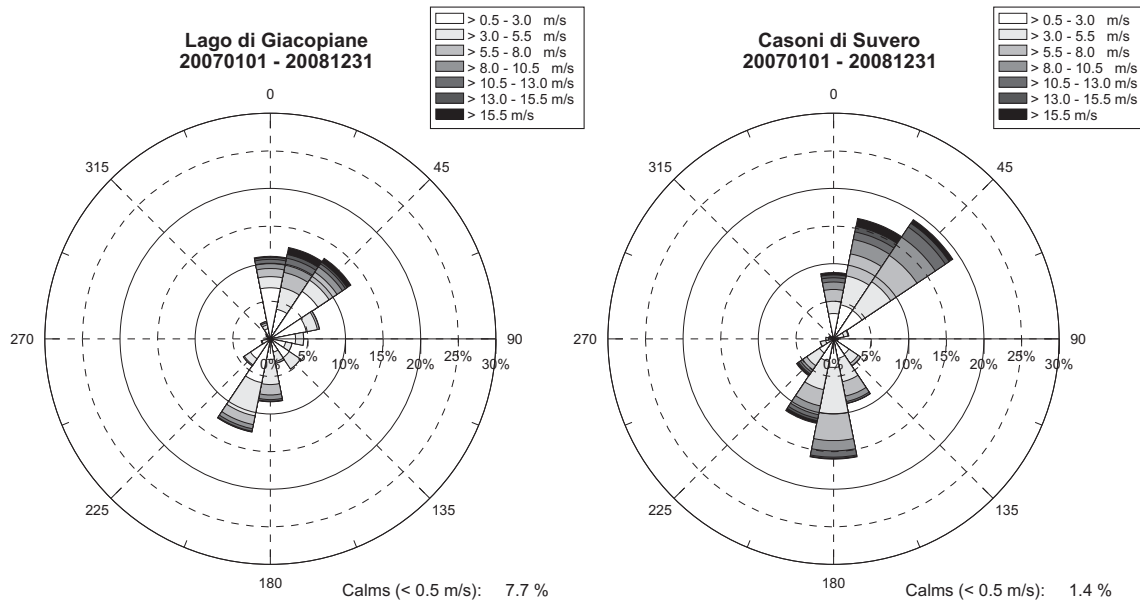 Lago di Giacopiane
20070101 - 20081231
> 0.5 - 3.0 m/s
> 3.0 - 5.5 m/s
> 5.5 - 8.0 m/s
> 8.0 - 10.5 m/s
> 10.5 - 13.0 m/s
> 13.0 - 15.5 m/s
> 15.5 m/s
0
315
45
270
90
0%
5%
10%
15%
20%
25%
30%
225
135
180
Calms (< 0.5 m/s): 7.7 %
Casoni di Suvero
20070101 - 20081231
> 0.5 - 3.0 m/s
> 3.0 - 5.5 m/s
> 5.5 - 8.0 m/s
> 8.0 - 10.5 m/s
> 10.5 - 13.0 m/s
> 13.0 - 15.5 m/s
> 15.5 m/s
0
315
45
270
90
0%
5%
10%
15%
20%
25%
30%
225
135
180
Calms (< 0.5 m/s): 1.4 %